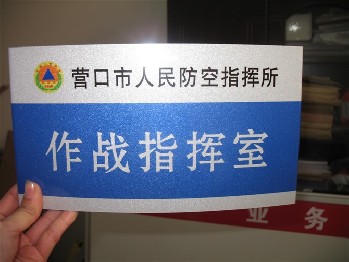 营口市人民防空指挥所
作战指挥室
业务